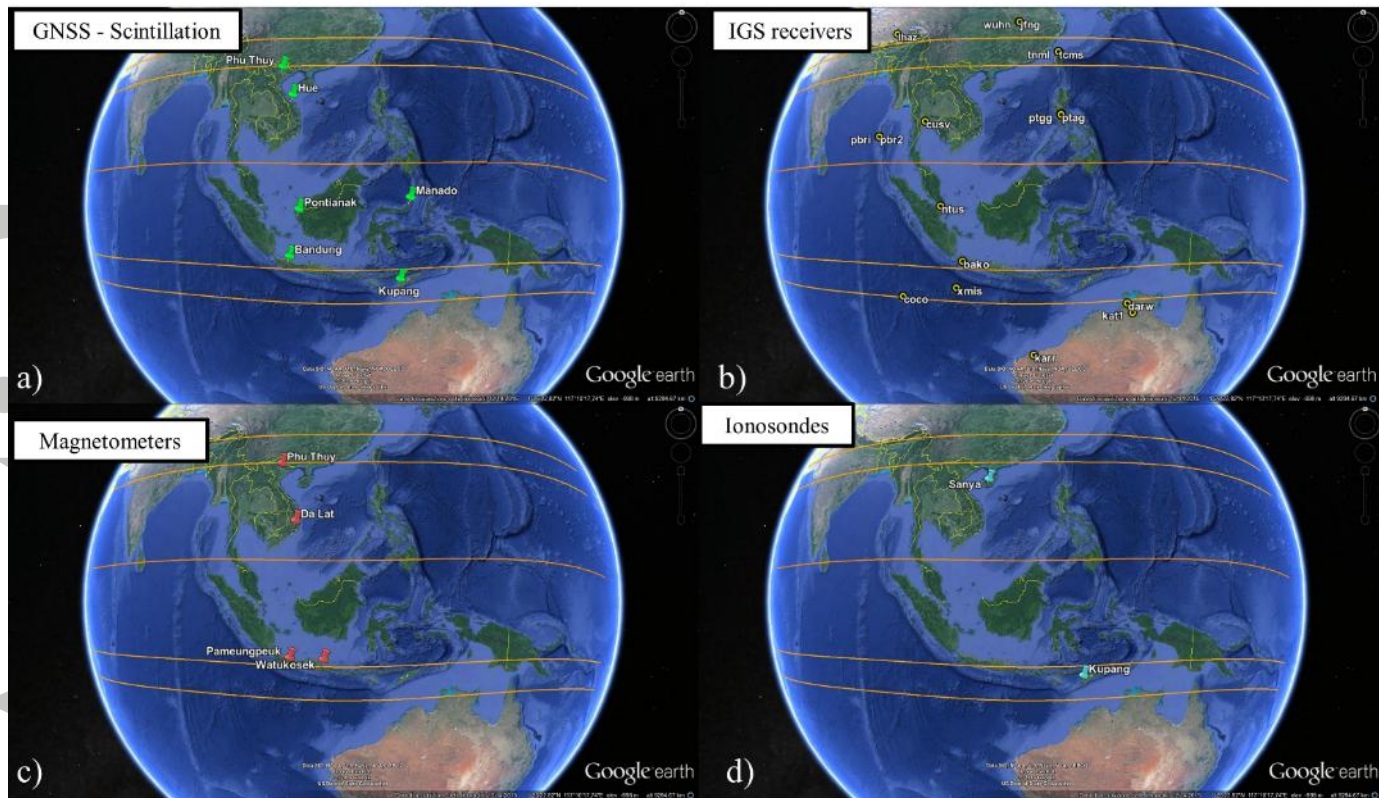 GNSS - Scintillation
Phu Thuy
Hue
Manado
Pontianak
Bandung
Kupang
a)
Google earth
IGS receivers
wuhn jfng
lhaz
tnml tcms
ptgg ptag
cusv
pbri pbr2
ntus
bako
coco xmis
darw
kat1
karr
b)
Google earth
Magnetometers
Phu Thuy
Da Lat
Pameungpeuk
Watukosek
c)
Google earth
Ionosondes
Sanya
Kupang
d)
Google earth